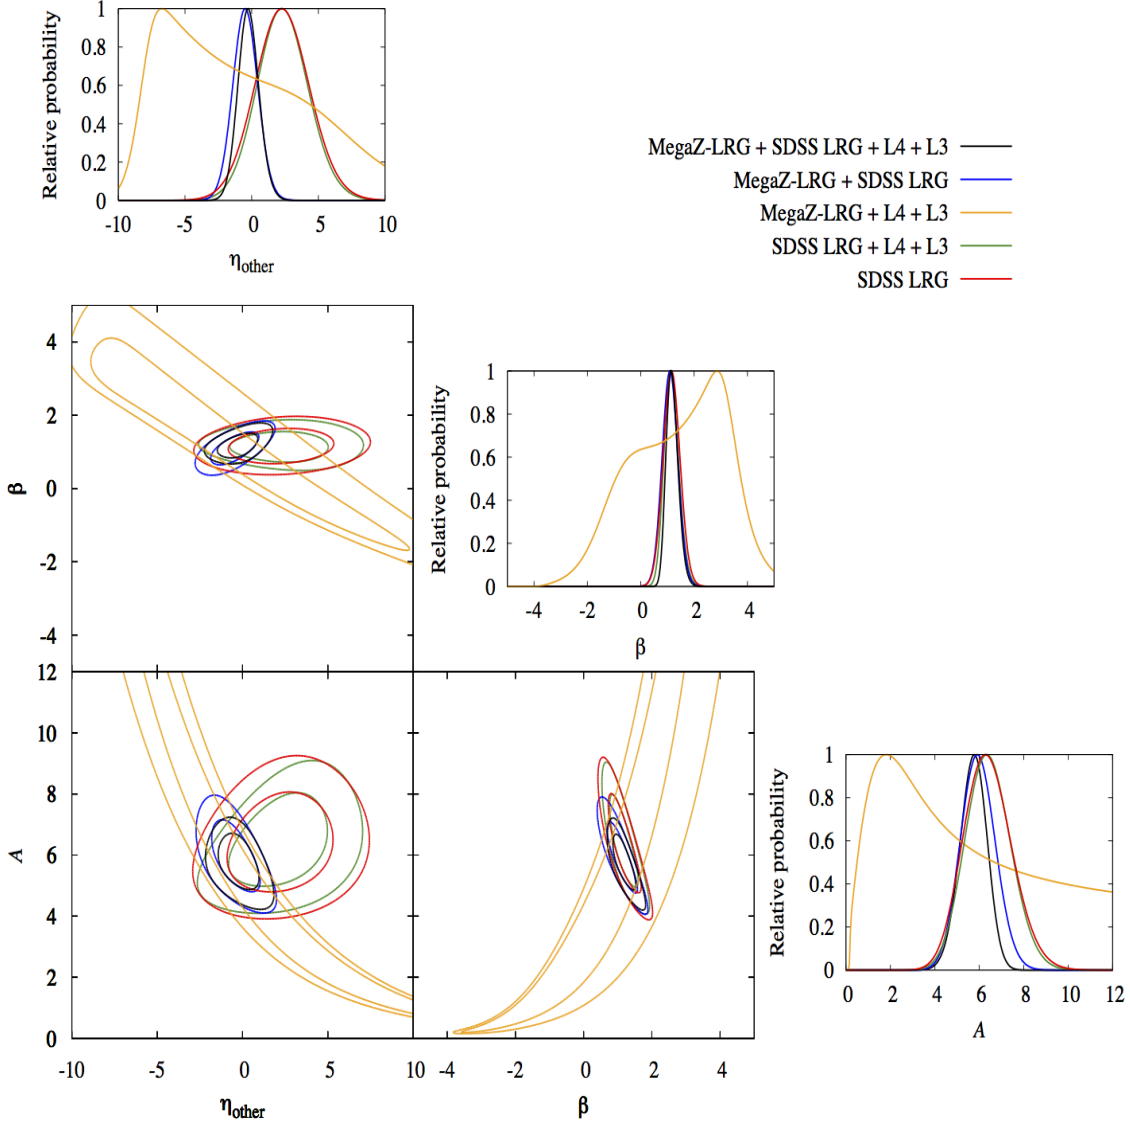 1
0.8
0.6
0.4
0.2
0
Relative probability
-10 -5 0 5 10
ηother
MegaZ-LRG + SDSS LRG + L4 + L3
MegaZ-LRG + SDSS LRG
MegaZ-LRG + L4 + L3
SDSS LRG + L4 + L3
SDSS LRG
4
2
0
-2
-4
β
1
0.8
0.6
0.4
0.2
0
Relative probability
-4 -2 0 2 4
β
12
10
8
6
4
2
0
A
-10 -5 0 5 10
ηother
-4 -2 0 2 4
β
1
0.8
0.6
0.4
0.2
0
Relative probability
0 2 4 6 8 10 12
A